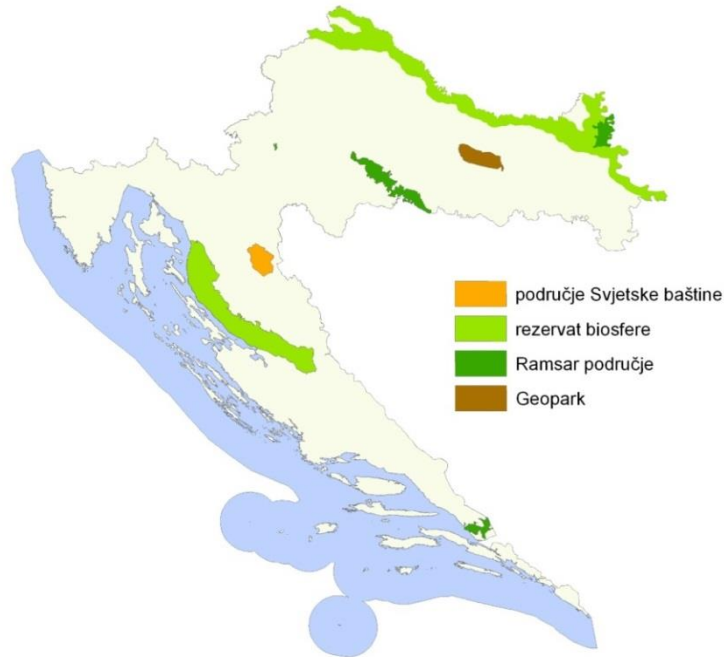 područje Svjetske baštine
rezervat biosfere
Ramsar područje
Geopark